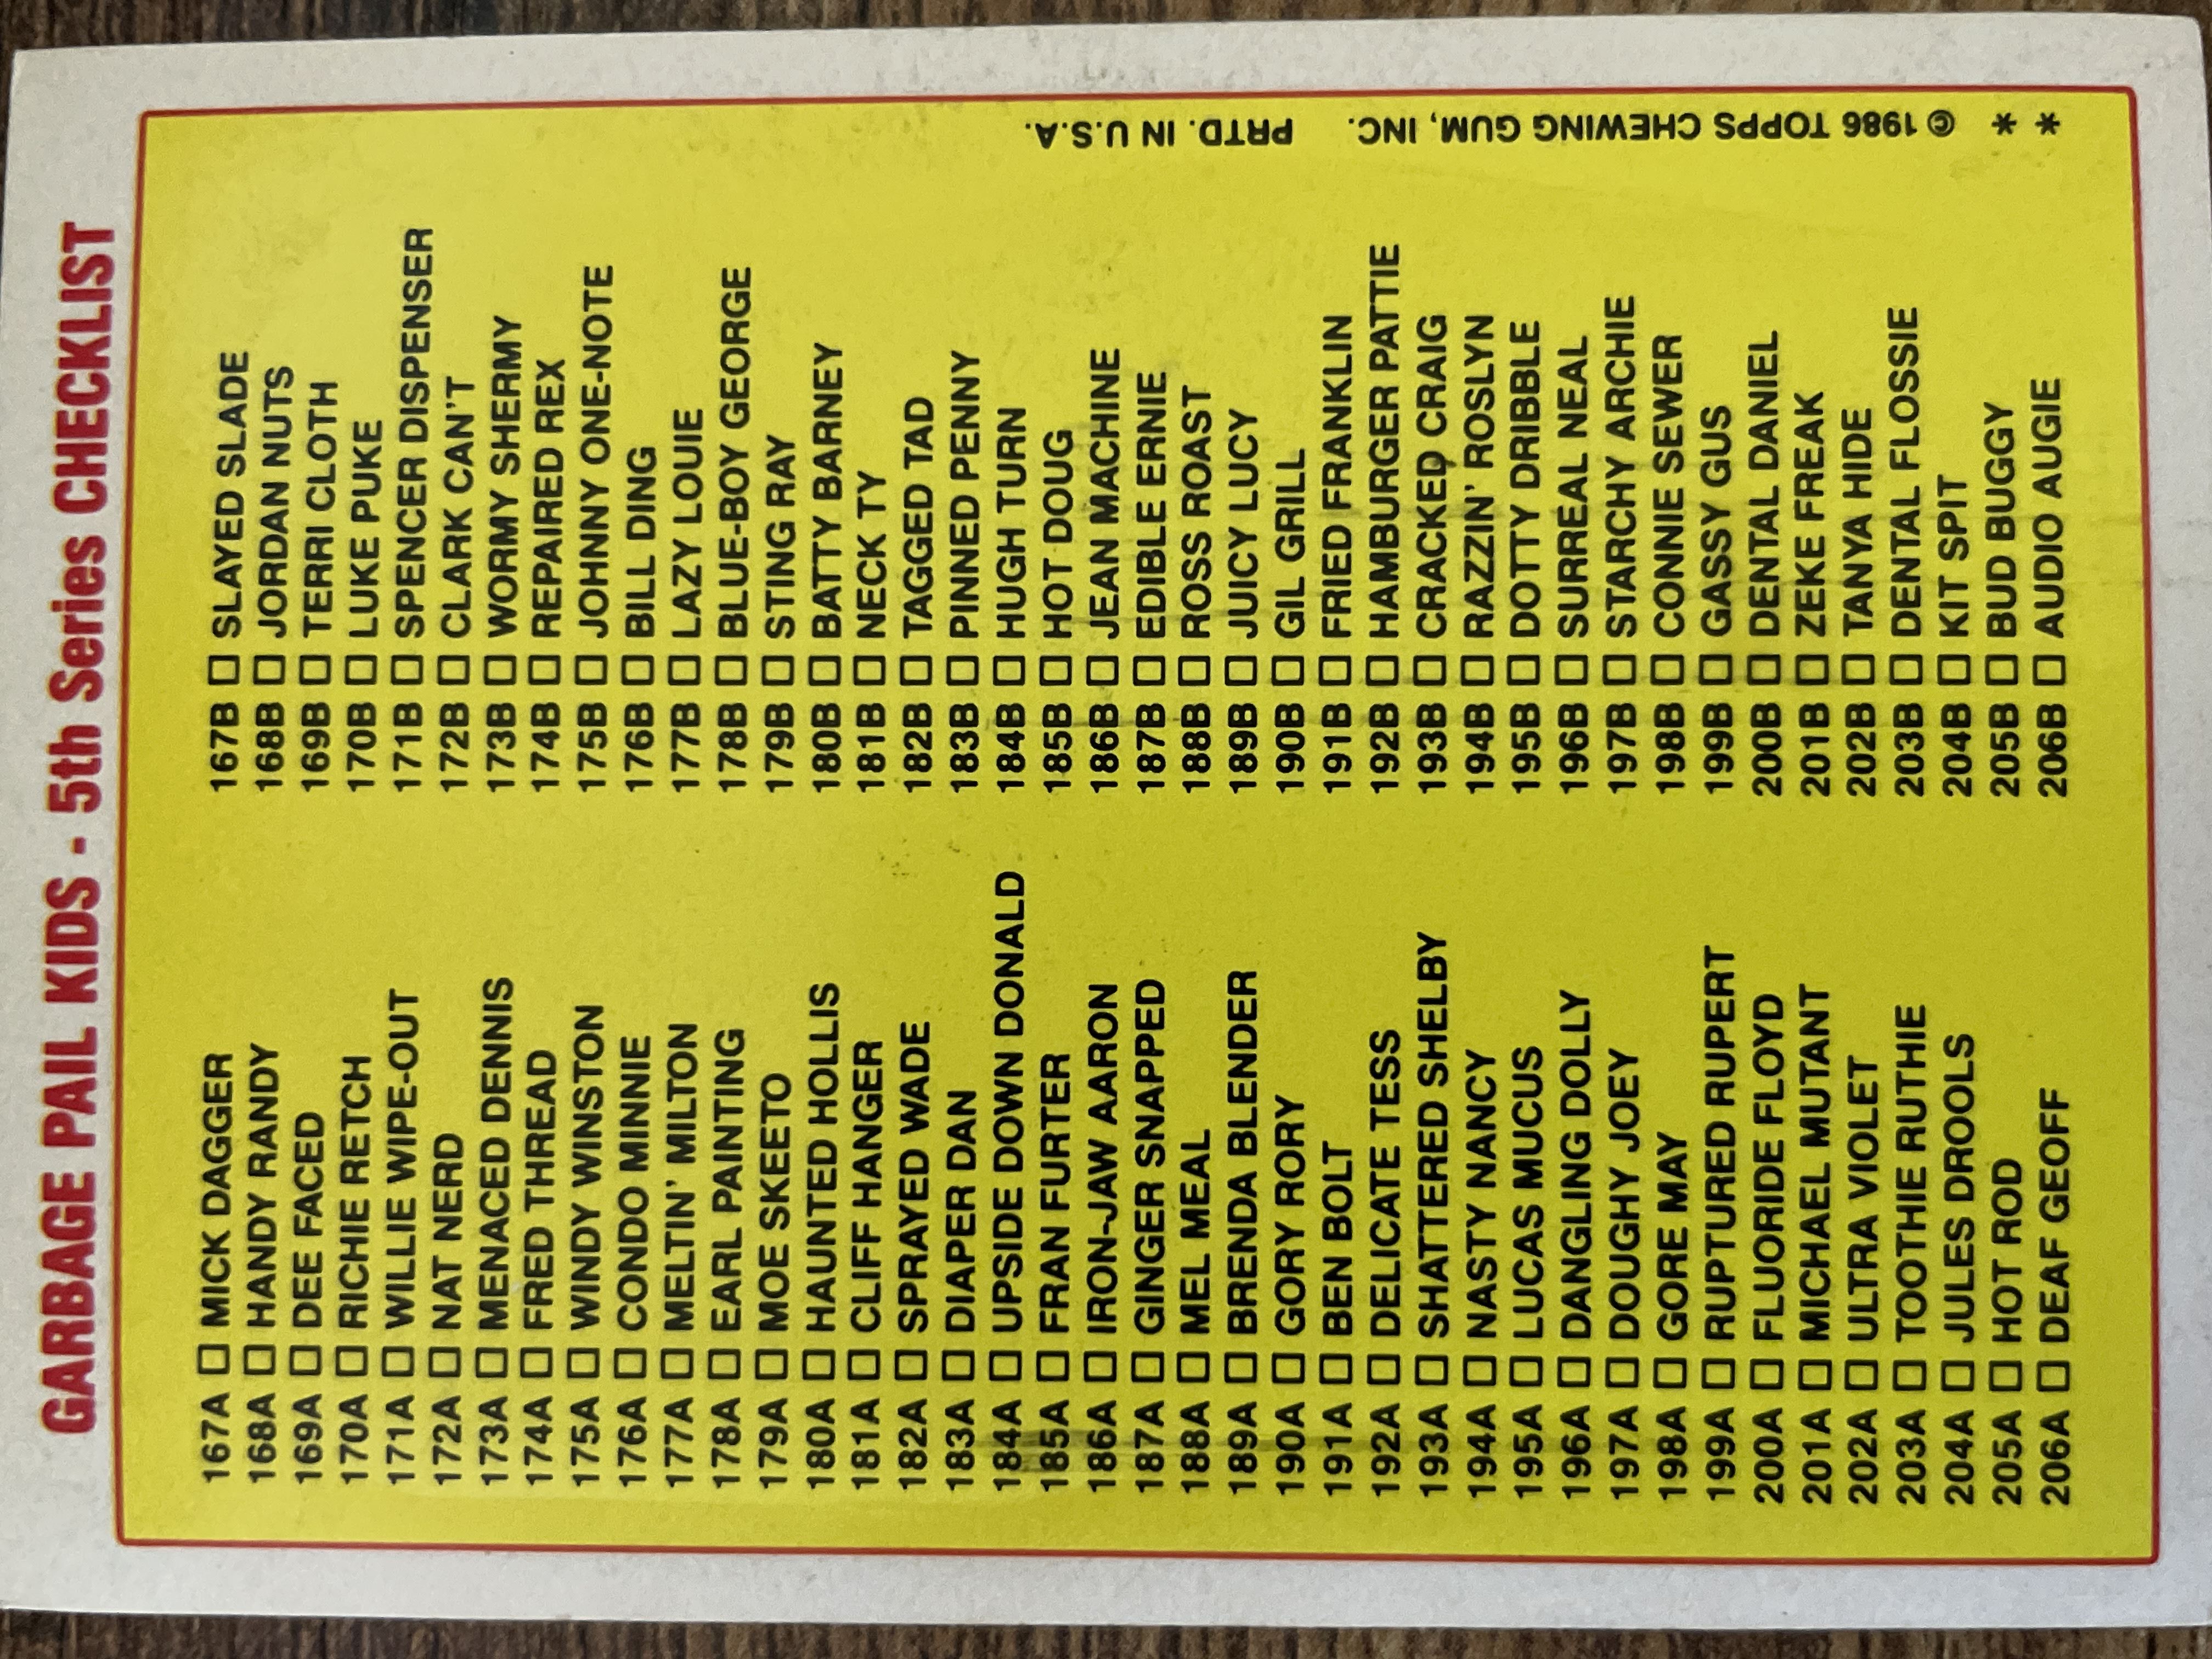 GARBAGE PAIL KIDS - 5th Series CHECKLIST
167A □ MICK DAGGER
168A □ HANDY RANDY
169A □ DEE FACED
170A □ RICHIE RETCH
171A □ WILLIE WIPE-OUT
172A □ NAT NERD
173A □ MENACED DENNIS
174A □ FRED THREAD
175A □ WINDY WINSTON
176A □ CONDO MINNIE
177A □ MELTIN' MILTON
178A □ EARL PAINTING
179A □ MOE SKEETO
180A □ HAUNTED HOLLIS
181A □ CLIFF HANGER
182A □ SPRAYED WADE
183A □ DIAPER DAN
184A □ UPSIDE DOWN DONALD
185A □ FRAN FURTER
186A □ IRON-JAW AARON
187A □ GINGER SNAPPED
188A □ MEL MEAL
189A □ BRENDA BLENDER
190A □ GORY RORY
191A □ BEN BOLT
192A □ DELICATE TESS
193A □ SHATTERED SHELBY
194A □ NASTY NANCY
195A □ LUCAS MUCUS
196A □ DANGLING DOLLY
197A □ DOUGHY JOEY
198A □ GORE MAY
199A □ RUPTURED RUPERT
200A □ FLUORIDE FLOYD
201A □ MICHAEL MUTANT
202A □ ULTRA VIOLET
203A □ TOOTHIE RUTHIE
204A □ JULES DROOLS
205A □ HOT ROD
206A □ DEAF GEOFF
167B □ SLAYED SLADE
168B □ JORDAN NUTS
169B □ TERRI CLOTH
170B □ LUKE PUKE
171B □ SPENCER DISPENSER
172B □ CLARK CAN'T
173B □ WORMY SHERMY
174B □ REPAIRED REX
175B □ JOHNNY ONE-NOTE
176B □ BILL DING
177B □ LAZY LOUIE
178B □ BLUE-BOY GEORGE
179B □ STING RAY
180B □ BATTY BARNEY
181B □ NECK TY
182B □ TAGGED TAD
183B □ PINNED PENNY
184B □ HUGH TURN
185B □ HOT DOUG
186B □ JEAN MACHINE
187B □ EDIBLE ERNIE
188B □ ROSS ROAST
189B □ JUICY LUCY
190B □ GIL GRILL
191B □ FRIED FRANKLIN
192B □ HAMBURGER PATTIE
193B □ CRACKED CRAIG
194B □ RAZZIN' ROSLYN
195B □ DOTTY DRIBBLE
196B □ SURREAL NEAL
197B □ STARCHY ARCHIE
198B □ CONNIE SEWER
199B □ GASSY GUS
200B □ DENTAL DANIEL
201B □ ZEKE FREAK
202B □ TANYA HIDE
203B □ DENTAL FLOSSIE
204B □ KIT SPIT
205B □ BUD BUGGY
206B □ AUDIO AUGIE
* * © 1986 TOPPS CHEWING GUM, INC. PRTD. IN U.S.A.